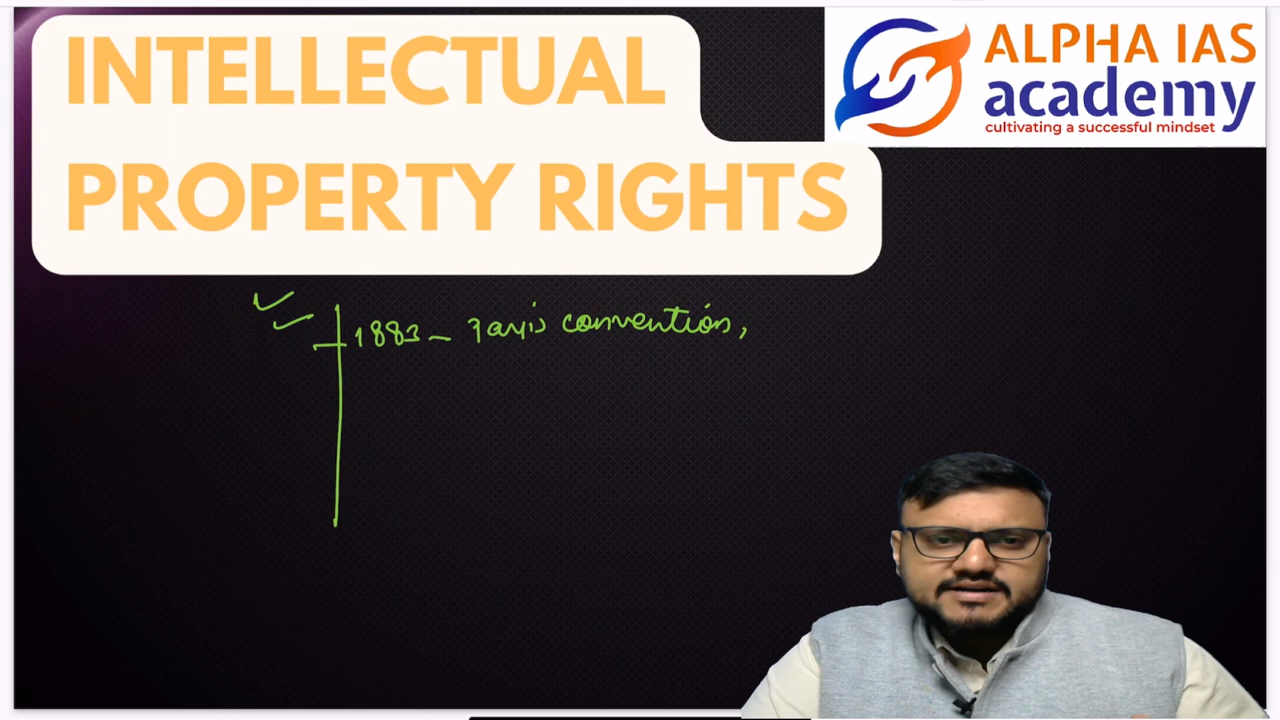 INTELLECTUAL
PROPERTY RIGHTS
ALPHA IAS
academy
cultivating a successful mindset
1883 - Paris convention,